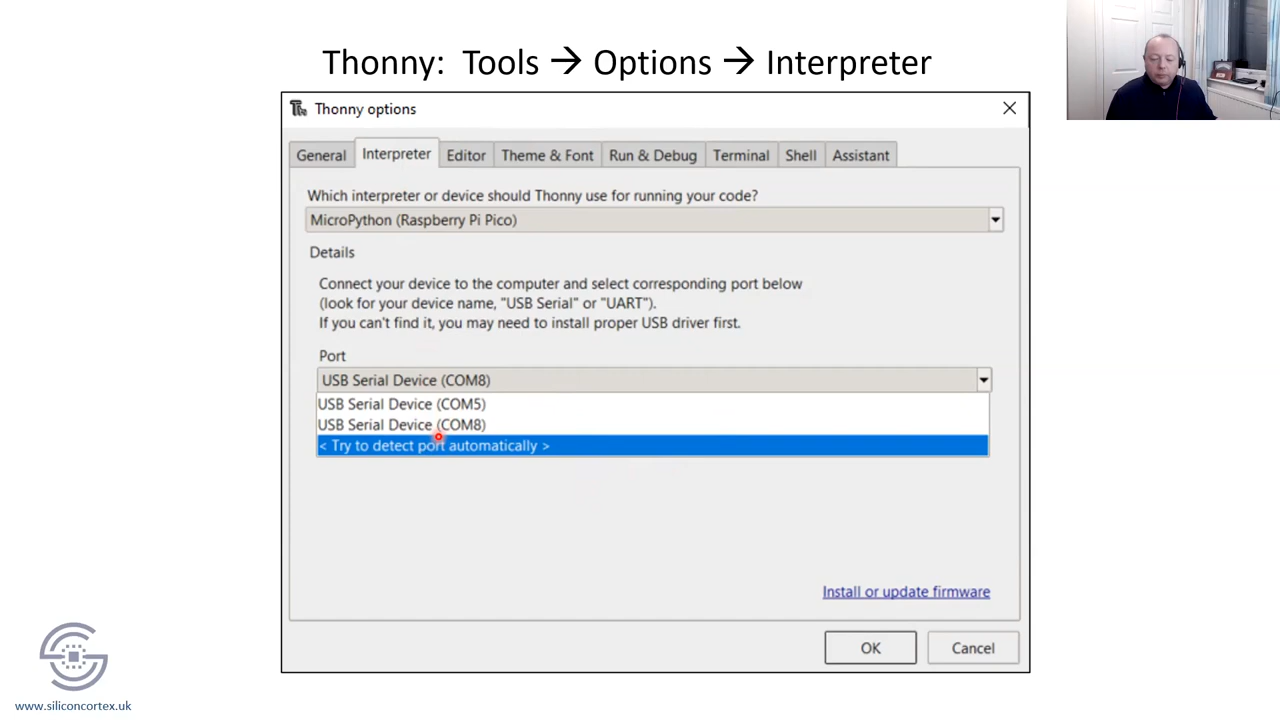 Thonny: Tools → Options → Interpreter
Thonny options
General Interpreter Editor Theme & Font Run & Debug Terminal Shell Assistant
Which interpreter or device should Thonny use for running your code?
MicroPython (Raspberry Pi Pico)
Details
Connect your device to the computer and select corresponding port below
(look for your device name, "USB Serial" or "UART").
If you can't find it, you may need to install proper USB driver first.
Port
USB Serial Device (COM8)
USB Serial Device (COM5)
USB Serial Device (COM8)
< Try to detect port automatically >
Install or update firmware
OK Cancel
www.siliconcortex.uk